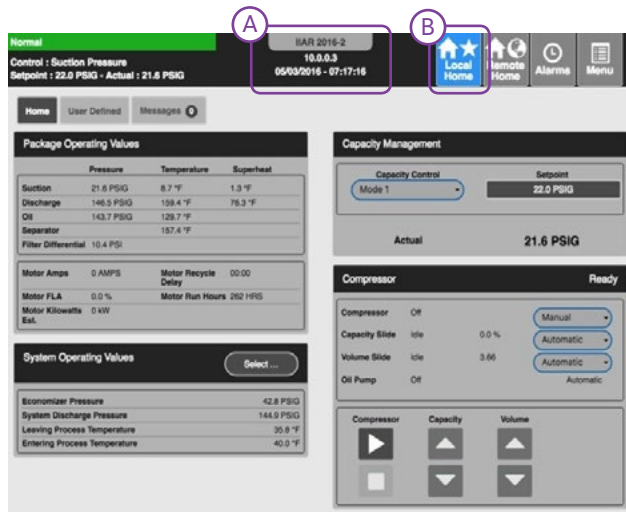 A
B
Normal
Control : Suction Pressure
Setpoint : 22.0 PSIG - Actual : 21.6 PSIG
IIAR 2016-2
10.0.0.3
05/03/2016 - 07:17:16
Local Home
Remote Home
Alarms
Menu
Home User Defined Messages 0
Package Operating Values
Pressure Temperature Superheat
Suction 21.6 PSIG 8.7 °F 1.3 °F
Discharge 146.5 PSIG 159.4 °F 76.3 °F
Oil 143.7 PSIG 129.7 °F
Separator 157.4 °F
Filter Differential 10.4 PSI
Motor Amps 0 AMPS Motor Recycle Delay 00:00
Motor FLA 0.0 % Motor Run Hours 262 HRS
Motor Kilowatts Est. 0 kW
System Operating Values Select ...
Economizer Pressure 42.8 PSIG
System Discharge Pressure 144.9 PSIG
Leaving Process Temperature 35.8 °F
Entering Process Temperature 40.0 °F
Capacity Management
Capacity Control Setpoint
Mode 1 22.0 PSIG
Actual 21.6 PSIG
Compressor Ready
Compressor Off Manual
Capacity Slide Idle 0.0 % Automatic
Volume Slide Idle 3.66 Automatic
Oil Pump Off Automatic
Compressor Capacity Volume